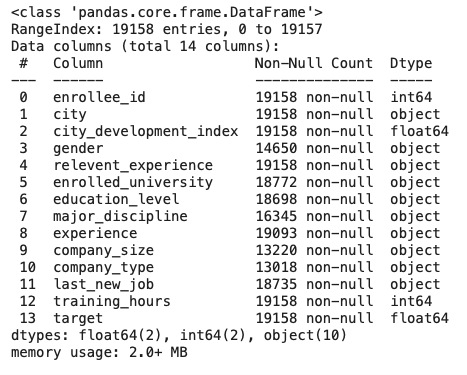 <class 'pandas.core.frame.DataFrame'>
RangeIndex: 19158 entries, 0 to 19157
Data columns (total 14 columns):
 #   Column                  Non-Null Count  Dtype
---  ------                  --------------  -----
 0   enrollee_id             19158 non-null  int64
 1   city                    19158 non-null  object
 2   city_development_index  19158 non-null  float64
 3   gender                  14650 non-null  object
 4   relevent_experience     19158 non-null  object
 5   enrolled_university     18772 non-null  object
 6   education_level         18698 non-null  object
 7   major_discipline        16345 non-null  object
 8   experience              19093 non-null  object
 9   company_size            13220 non-null  object
 10  company_type            13018 non-null  object
 11  last_new_job            18735 non-null  object
 12  training_hours          19158 non-null  int64
 13  target                  19158 non-null  float64
dtypes: float64(2), int64(2), object(10)
memory usage: 2.0+ MB